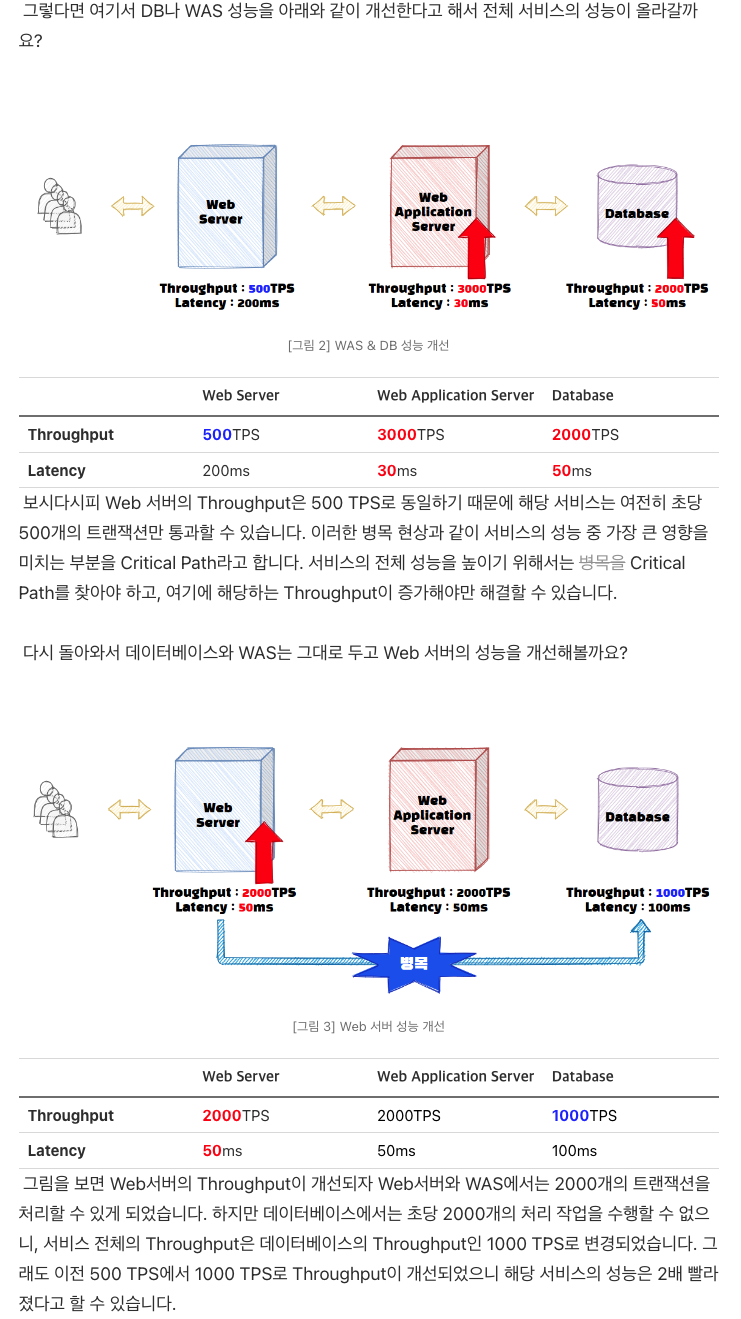 그렇다면 여기서 DB나 WAS 성능을 아래와 같이 개선한다고 해서 전체 서비스의 성능이 올라갈까
요?
Web
Server
Web
Application
Server
Database
Throughput : 500TPS
Latency : 200ms
Throughput : 3000TPS
Latency : 30ms
Throughput : 2000TPS
Latency : 50ms
[그림 2] WAS & DB 성능 개선
Web Server Web Application Server Database
Throughput 500TPS 3000TPS 2000TPS
Latency 200ms 30ms 50ms
보시다시피 Web 서버의 Throughput은 500 TPS로 동일하기 때문에 해당 서비스는 여전히 초당
500개의 트랜잭션만 통과할 수 있습니다. 이러한 병목 현상과 같이 서비스의 성능 중 가장 큰 영향을
미치는 부분을 Critical Path라고 합니다. 서비스의 전체 성능을 높이기 위해서는 병목을 Critical
Path를 찾아야 하고, 여기에 해당하는 Throughput이 증가해야만 해결할 수 있습니다.
다시 돌아와서 데이터베이스와 WAS는 그대로 두고 Web 서버의 성능을 개선해볼까요?
Web
Server
Web
Application
Server
Database
Throughput : 2000TPS
Latency : 50ms
Throughput : 2000TPS
Latency : 50ms
Throughput : 1000TPS
Latency : 100ms
병목
[그림 3] Web 서버 성능 개선
Web Server Web Application Server Database
Throughput 2000TPS 2000TPS 1000TPS
Latency 50ms 50ms 100ms
그림을 보면 Web서버의 Throughput이 개선되자 Web서버와 WAS에서는 2000개의 트랜잭션을
처리할 수 있게 되었습니다. 하지만 데이터베이스에서는 초당 2000개의 처리 작업을 수행할 수 없으
니, 서비스 전체의 Throughput은 데이터베이스의 Throughput인 1000 TPS로 변경되었습니다. 그
래도 이전 500 TPS에서 1000 TPS로 Throughput이 개선되었으니 해당 서비스의 성능은 2배 빨라
졌다고 할 수 있습니다.